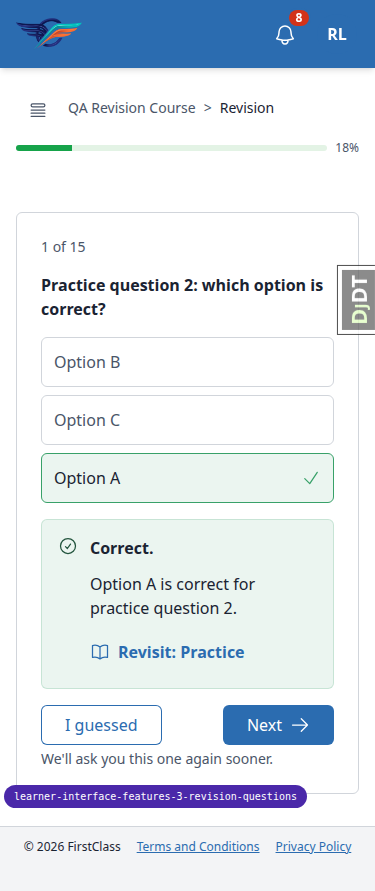 8
RL
QA Revision Course > Revision
18%
1 of 15
DJDT
Practice question 2: which option is
correct?
Option B
Option C
Option A
Correct.
Option A is correct for
practice question 2.
Revisit: Practice
I guessed
Next
We'll ask you this one again sooner.
learner-interface-features-3-revision-questions
© 2026 FirstClass Terms and Conditions Privacy Policy